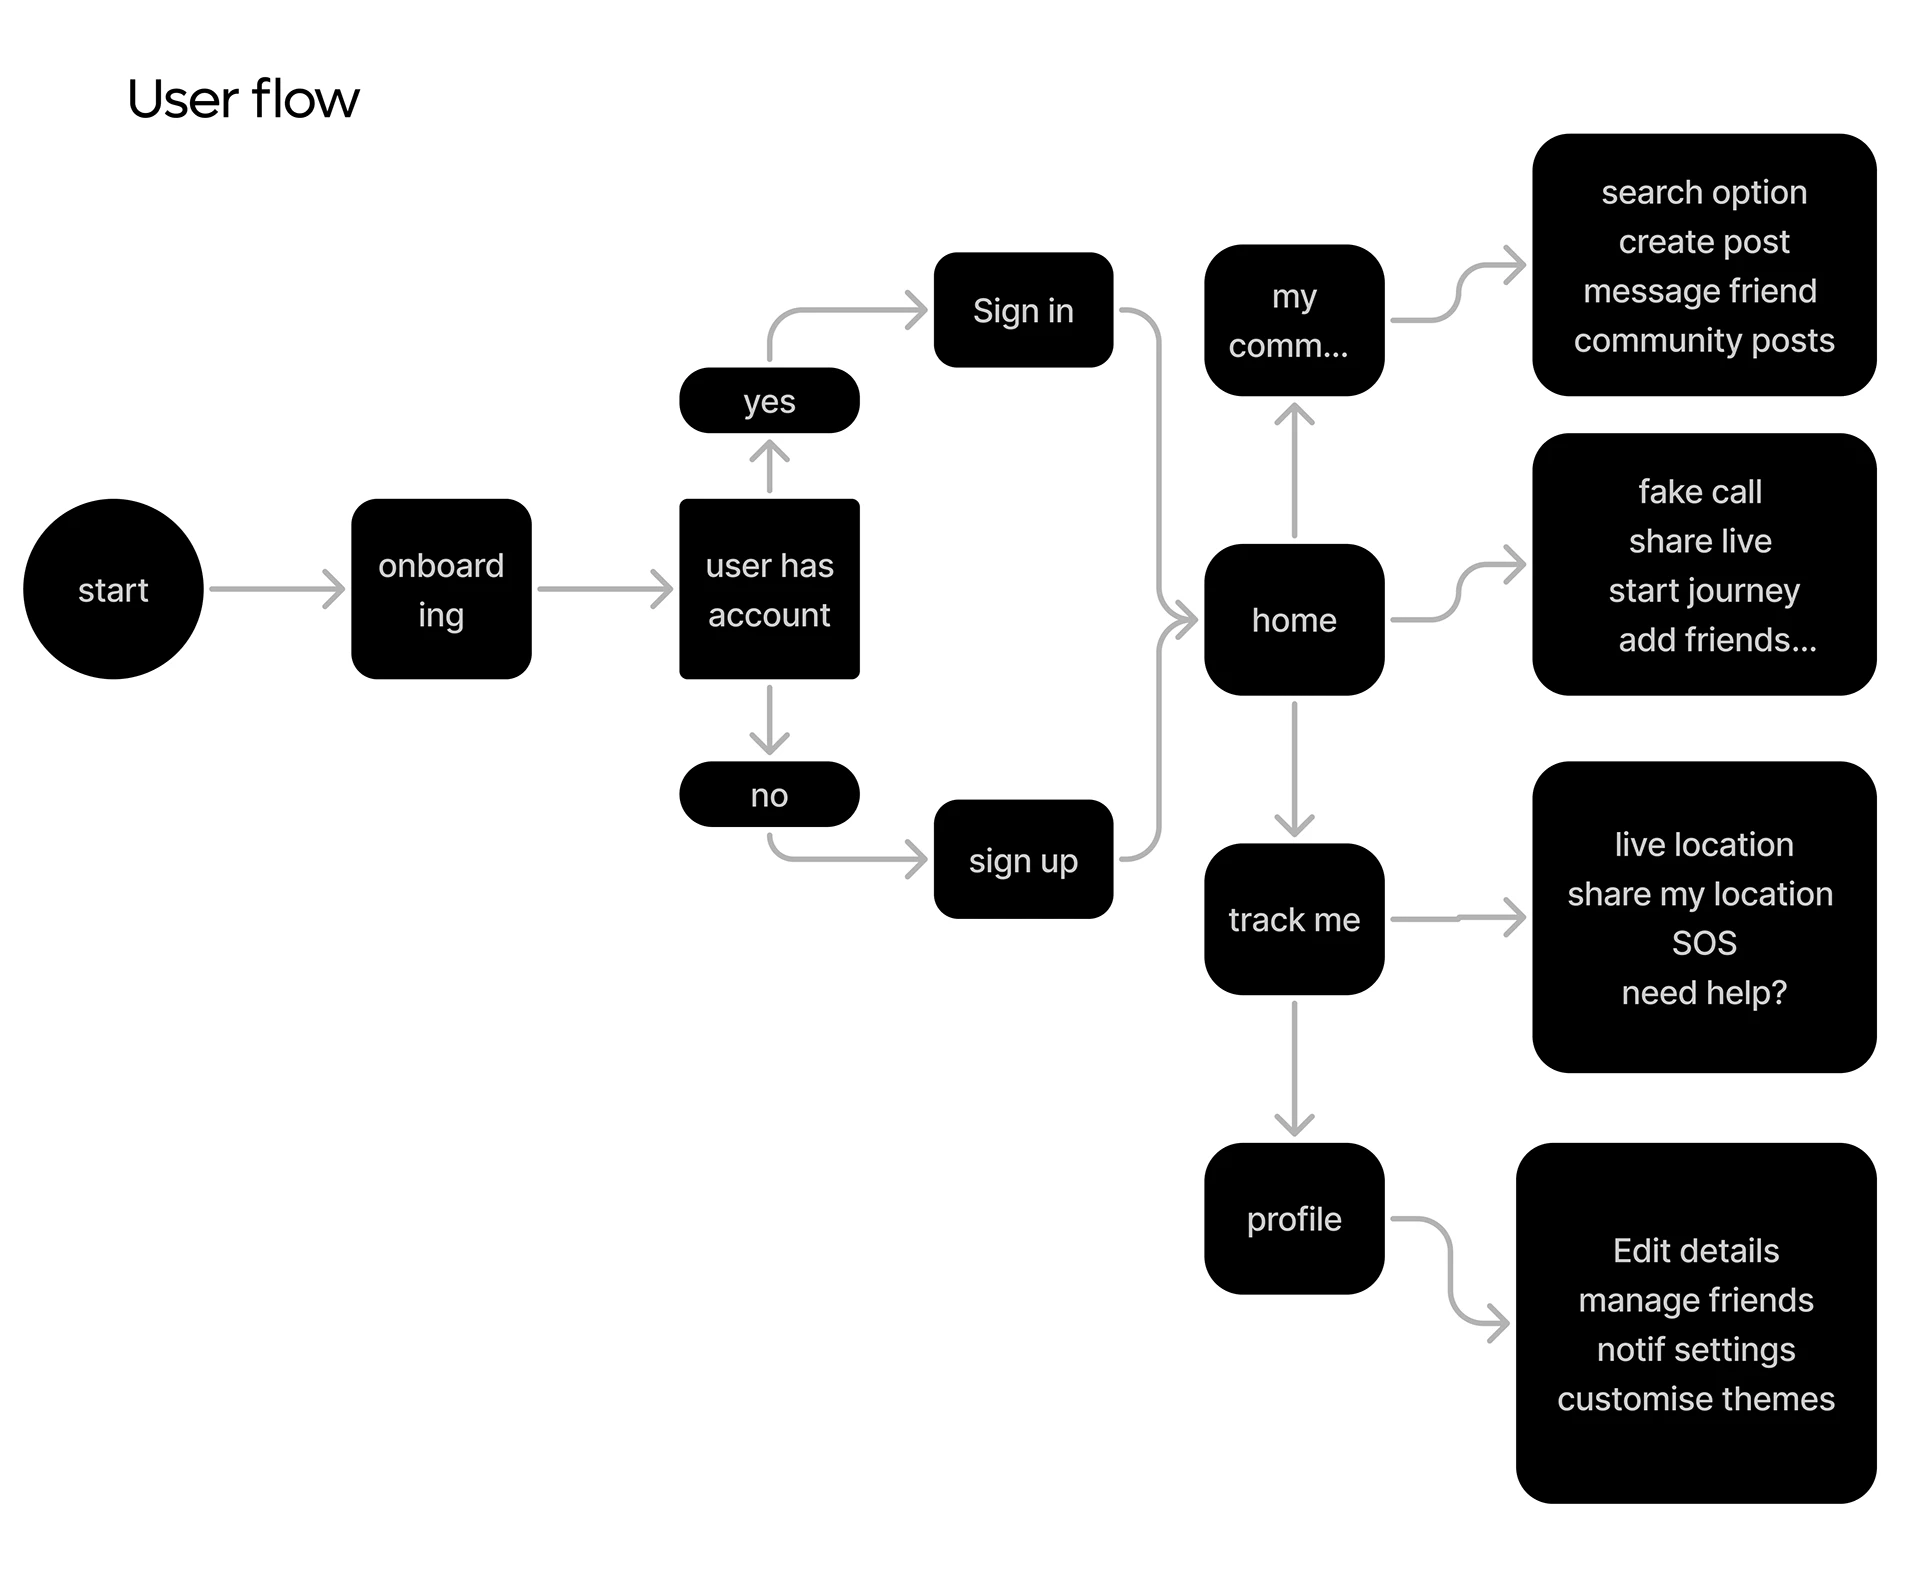 User flow
start
onboard
ing
user has
account
yes
no
Sign in
sign up
my
comm...
home
track me
profile
search option
create post
message friend
community posts
fake call
share live
start journey
add friends...
live location
share my location
SOS
need help?
Edit details
manage friends
notif settings
customise themes